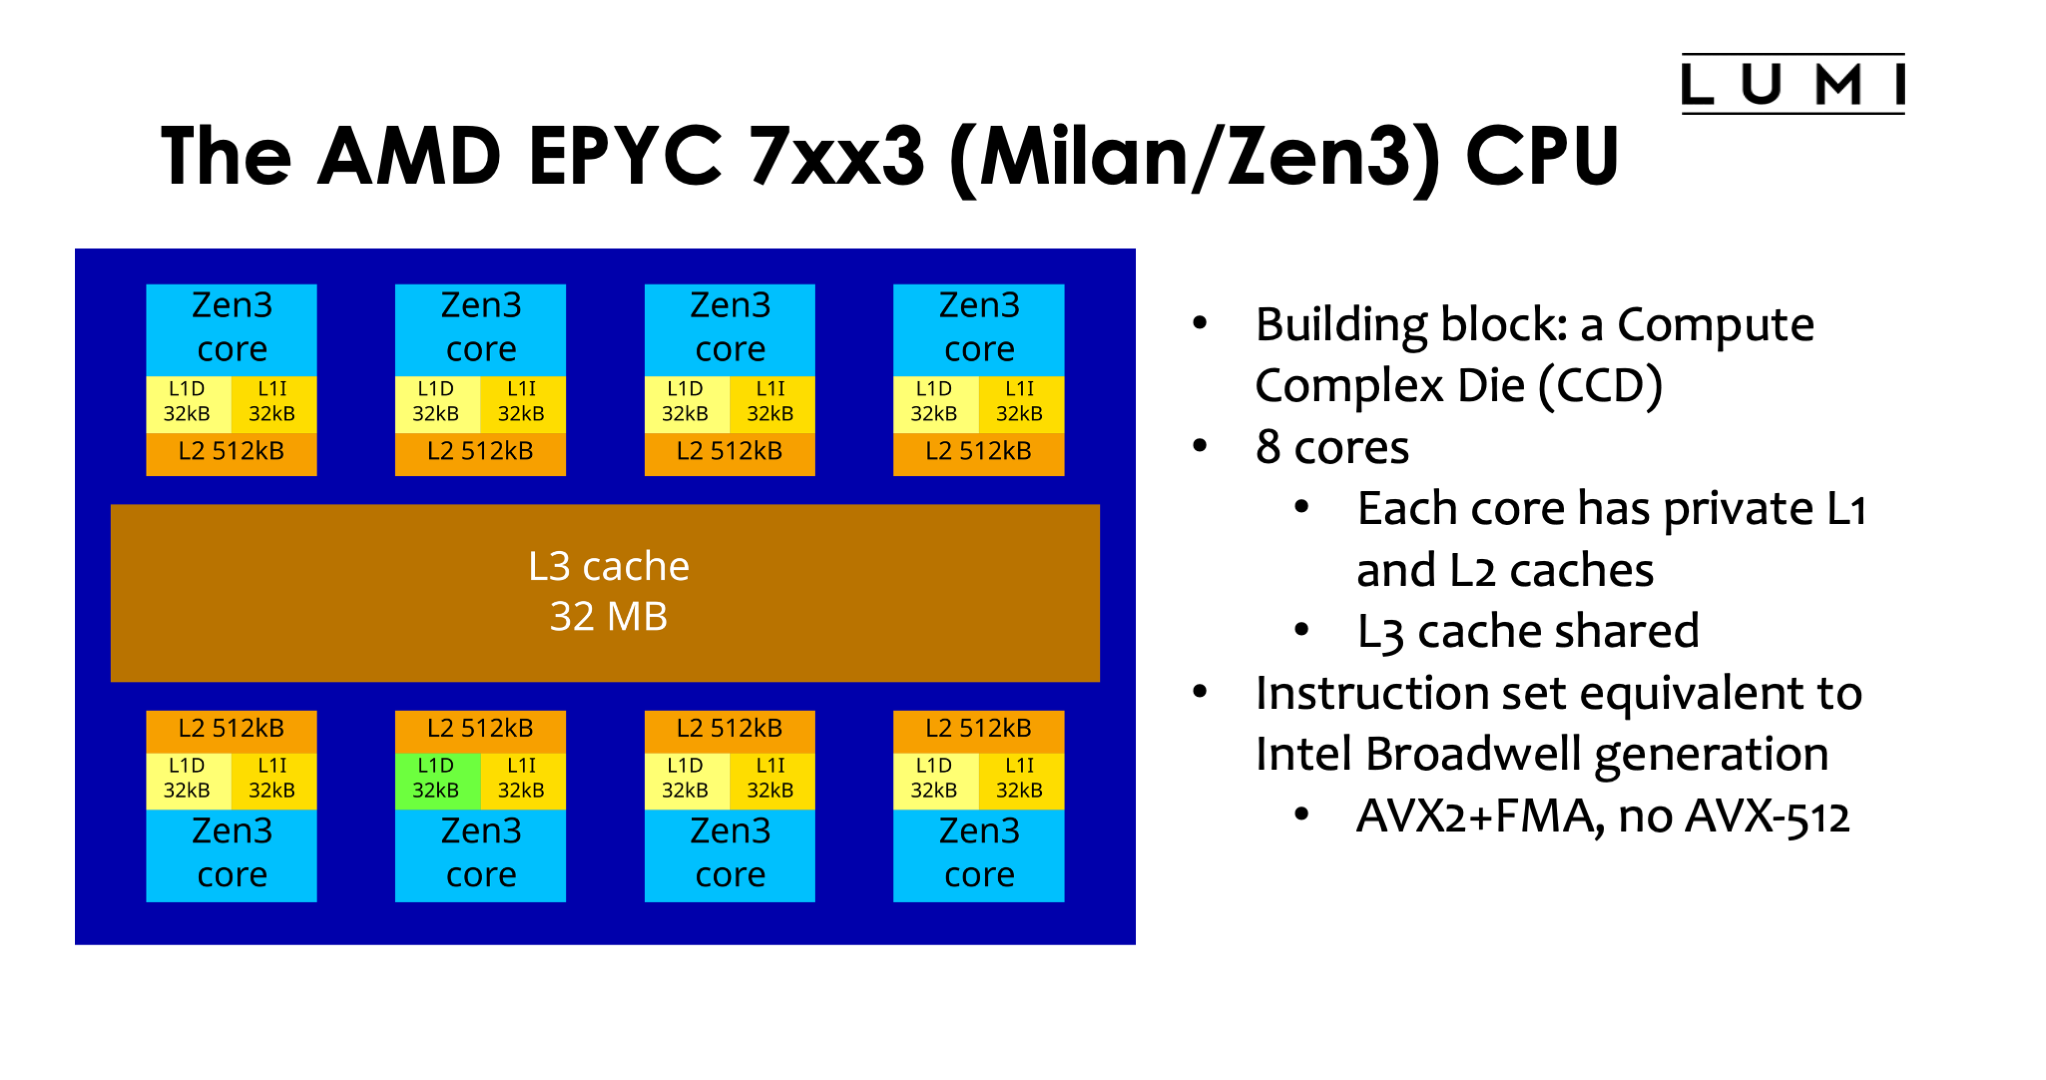 LUMI
The AMD EPYC 7xx3 (Milan/Zen3) CPU
Zen3
core
L1D
32kB
L1I
32kB
L2 512kB
Zen3
core
L1D
32kB
L1I
32kB
L2 512kB
Zen3
core
L1D
32kB
L1I
32kB
L2 512kB
Zen3
core
L1D
32kB
L1I
32kB
L2 512kB
L3 cache
32 MB
L2 512kB
L1D
32kB
L1I
32kB
Zen3
core
L2 512kB
L1D
32kB
L1I
32kB
Zen3
core
L2 512kB
L1D
32kB
L1I
32kB
Zen3
core
L2 512kB
L1D
32kB
L1I
32kB
Zen3
core
• Building block: a Compute
Complex Die (CCD)
• 8 cores
• Each core has private L1
and L2 caches
• L3 cache shared
• Instruction set equivalent to
Intel Broadwell generation
• AVX2+FMA, no AVX-512